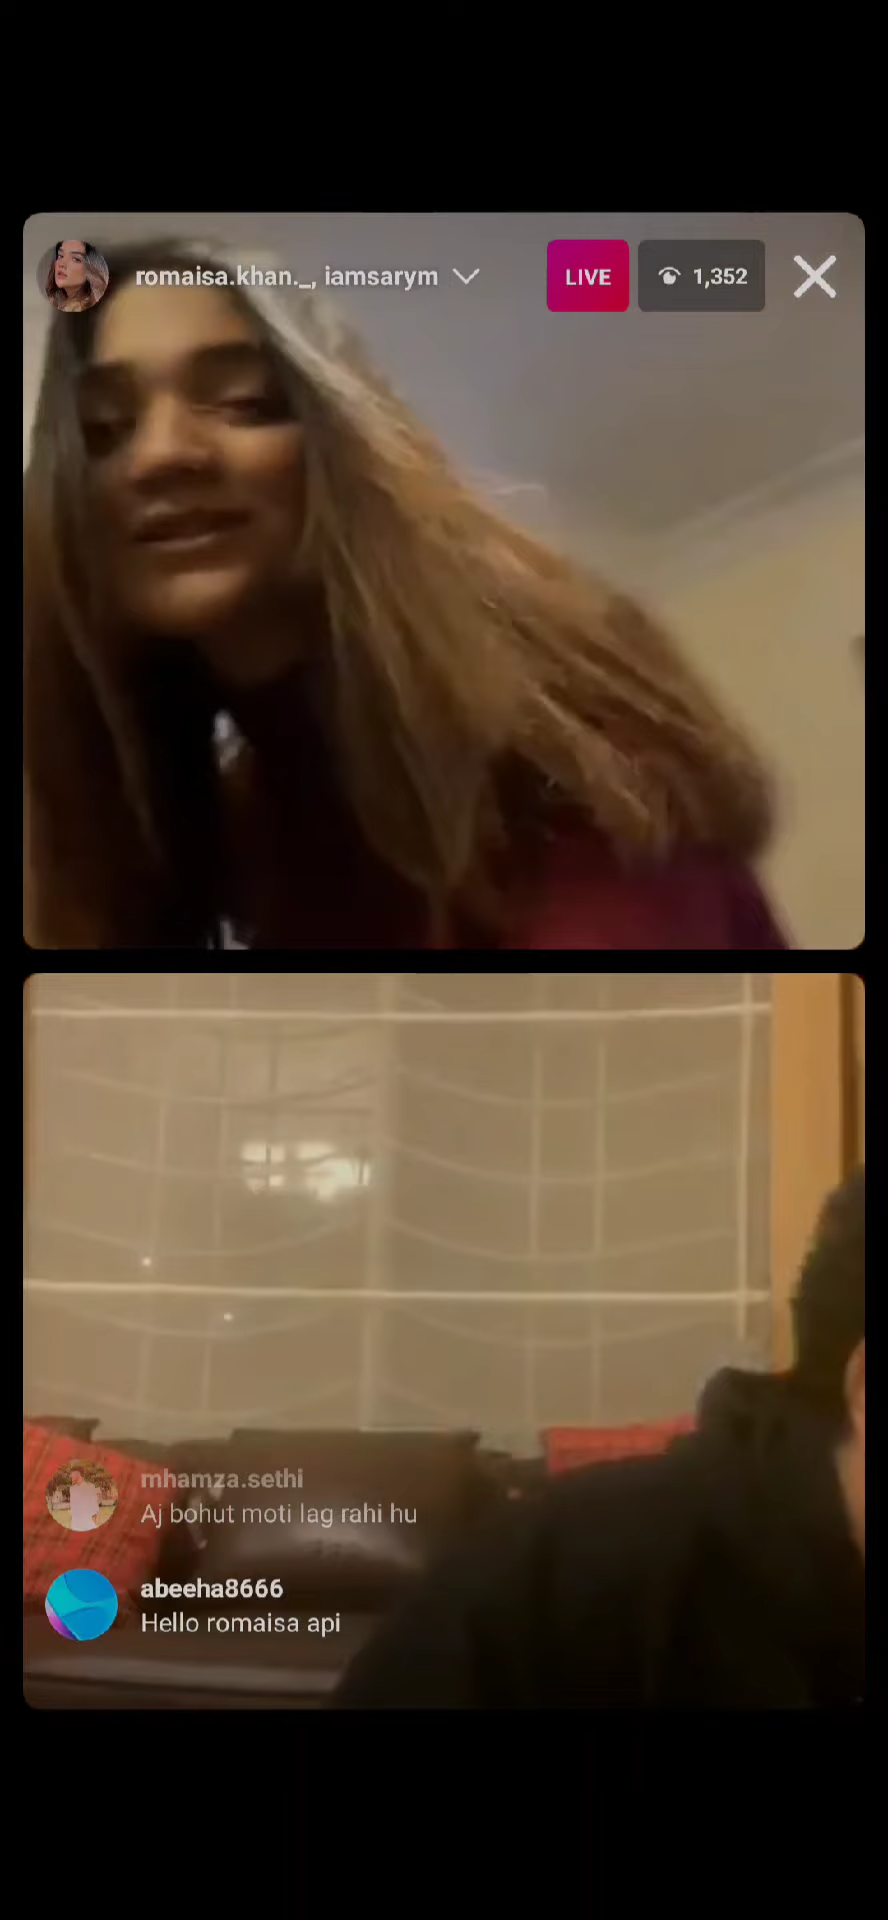 romaisa.khan._, iamsarym
LIVE
1,352
mhamza.sethi
Aj bohut moti lag rahi hu
abeeha8666
Hello romaisa api